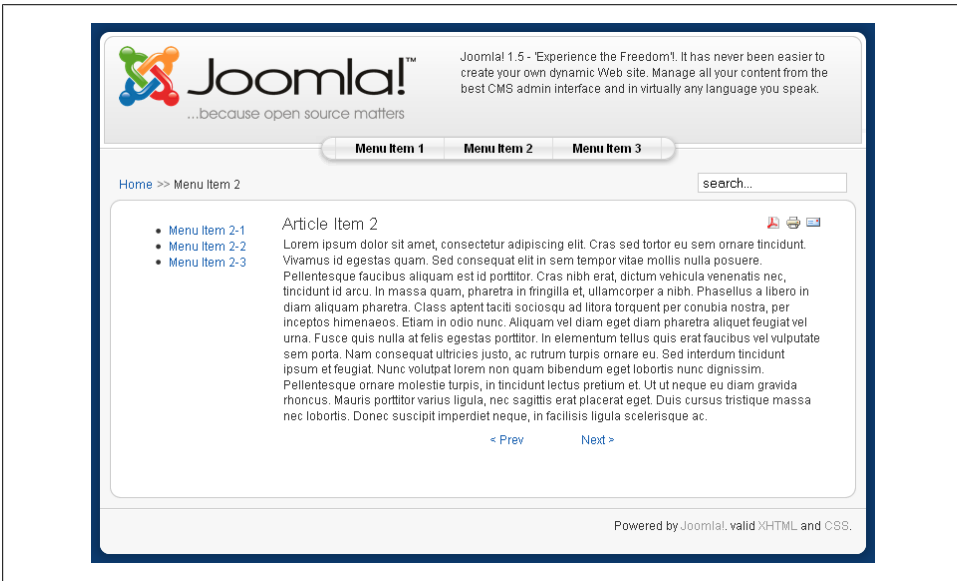 Joomla!™
...because open source matters
Joomla! 1.5 - 'Experience the Freedom'!. It has never been easier to
create your own dynamic Web site. Manage all your content from the
best CMS admin interface and in virtually any language you speak.
Menu Item 1 Menu Item 2 Menu Item 3
Home >> Menu Item 2
search...
Menu Item 2-1
Menu Item 2-2
Menu Item 2-3
Article Item 2
Lorem ipsum dolor sit amet, consectetur adipiscing elit. Cras sed tortor eu sem ornare tincidunt.
Vivamus id egestas quam. Sed consequat elit in sem tempor vitae mollis nulla posuere.
Pellentesque faucibus aliquam est id porttitor. Cras nibh erat, dictum vehicula venenatis nec,
tincidunt id arcu. In massa quam, pharetra in fringilla et, ullamcorper a nibh. Phasellus a libero in
diam aliquam pharetra. Class aptent taciti sociosqu ad litora torquent per conubia nostra, per
inceptos himenaeos. Etiam in odio nunc. Aliquam vel diam eget diam pharetra aliquet feugiat vel
urna. Fusce quis nulla at felis egestas porttitor. In elementum tellus quis erat faucibus vel vulputate
sem porta. Nam consequat ultricies justo, ac rutrum turpis ornare eu. Sed interdum tincidunt
ipsum et feugiat. Nunc volutpat lorem non quam bibendum eget lobortis nunc dignissim.
Pellentesque ornare molestie turpis, in tincidunt lectus pretium et. Ut ut neque eu diam gravida
rhoncus. Mauris porttitor varius ligula, nec sagittis erat placerat eget. Duis cursus tristique massa
nec lobortis. Donec suscipit imperdiet neque, in facilisis ligula scelerisque ac.
< Prev Next >
Powered by Joomla!. valid XHTML and CSS.